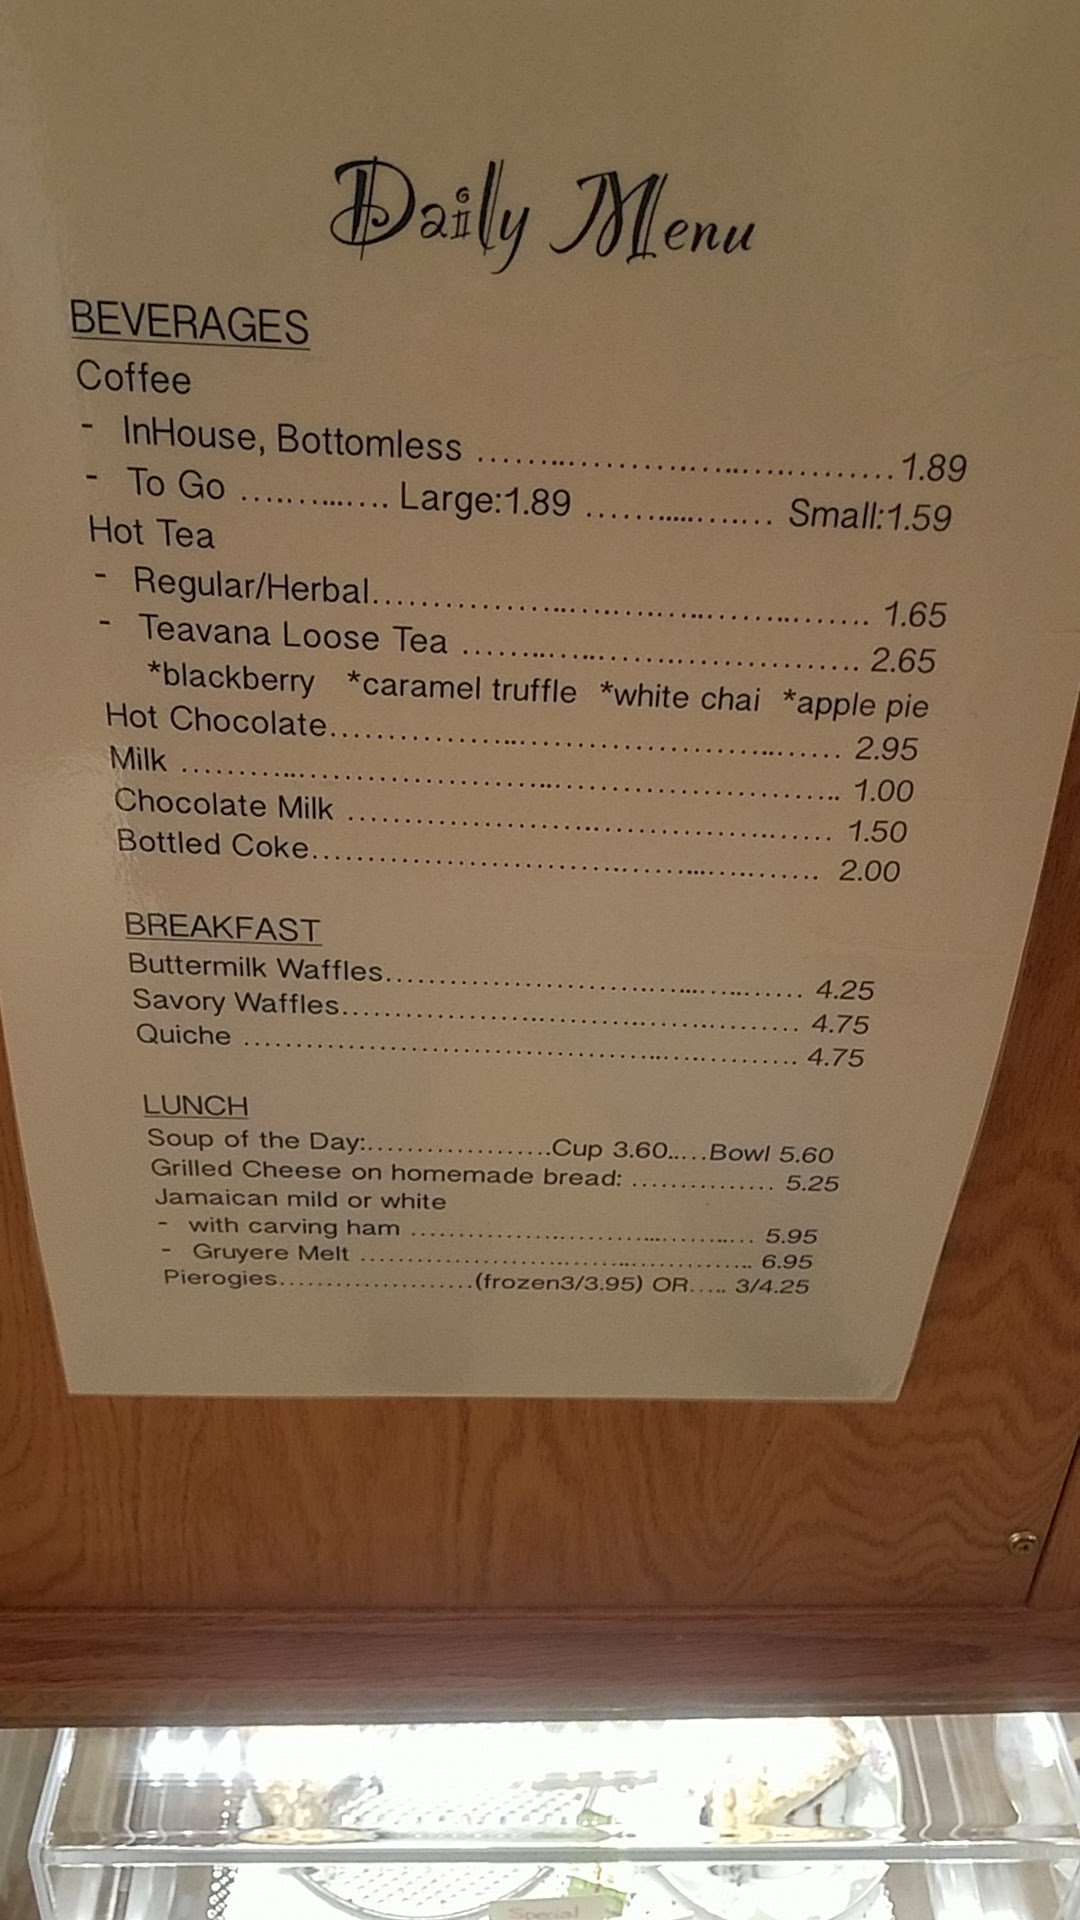 Daily Menu
BEVERAGES
Coffee
- InHouse, Bottomless ................................... 1.89
- To Go ............... Large:1.89 .................. Small:1.59
Hot Tea
- Regular/Herbal............................................. 1.65
- Teavana Loose Tea ..................................... 2.65
*blackberry *caramel truffle *white chai *apple pie
Hot Chocolate................................................ 2.95
Milk ............................................................... 1.00
Chocolate Milk .............................................. 1.50
Bottled Coke.................................................. 2.00
BREAKFAST
Buttermilk Waffles........................................... 4.25
Savory Waffles................................................ 4.75
Quiche ........................................................... 4.75
LUNCH
Soup of the Day:....................Cup 3.60.....Bowl 5.60
Grilled Cheese on homemade bread: ............... 5.25
Jamaican mild or white
- with carving ham ........................................ 5.95
- Gruyere Melt .............................................. 6.95
Pierogies.....................(frozen3/3.95) OR..... 3/4.25
Special